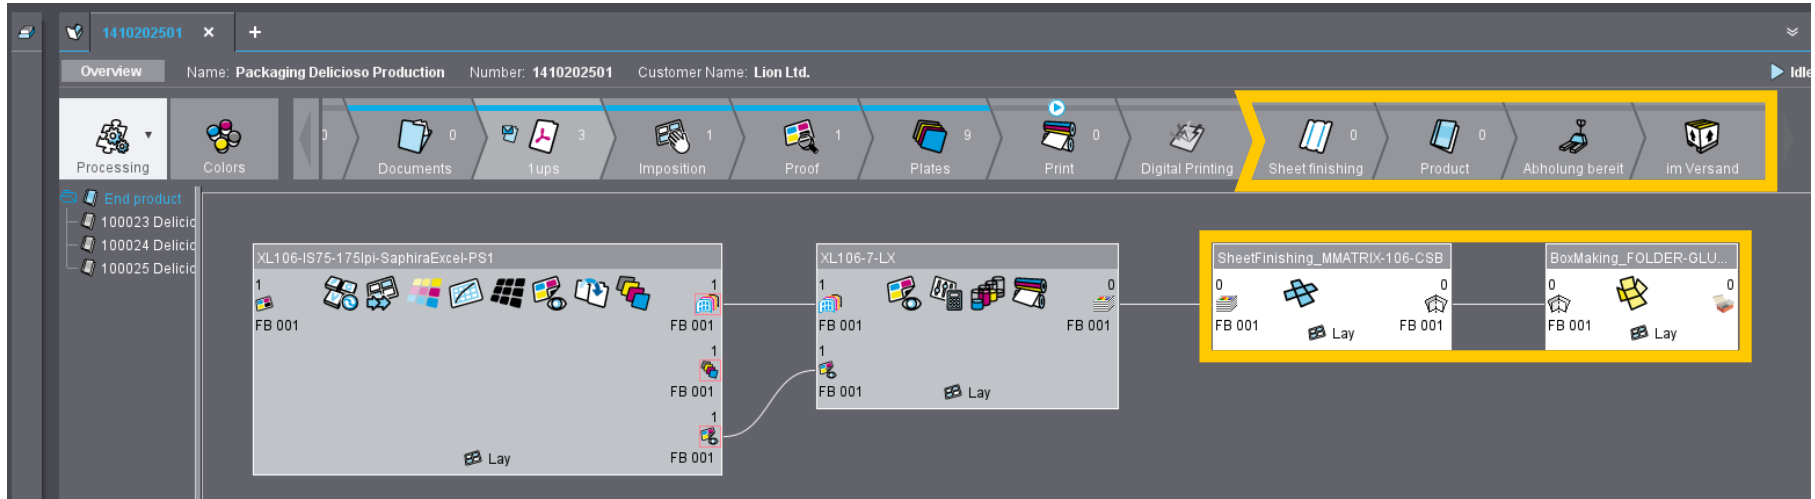 1410202501
Overview Name: Packaging Delicioso Production Number: 1410202501 Customer Name: Lion Ltd. Idle
Processing Colors
Documents 0
1ups 3
Imposition 1
Proof 1
Plates 9
Print 0
Digital Printing
Sheet finishing 0
Product 0
Abholung bereit
im Versand
End product
100023 Delicio
100024 Delicio
100025 Delicio
XL106-IS75-175lpi-SaphiraExcel-PS1
1 1
FB 001 FB 001
1
FB 001
1
Lay FB 001
XL106-7-LX
1 0
FB 001 FB 001
1
FB 001 Lay
SheetFinishing_MMATRIX-106-CSB
0 0
FB 001 Lay FB 001
BoxMaking_FOLDER-GLU...
0 0
FB 001 Lay